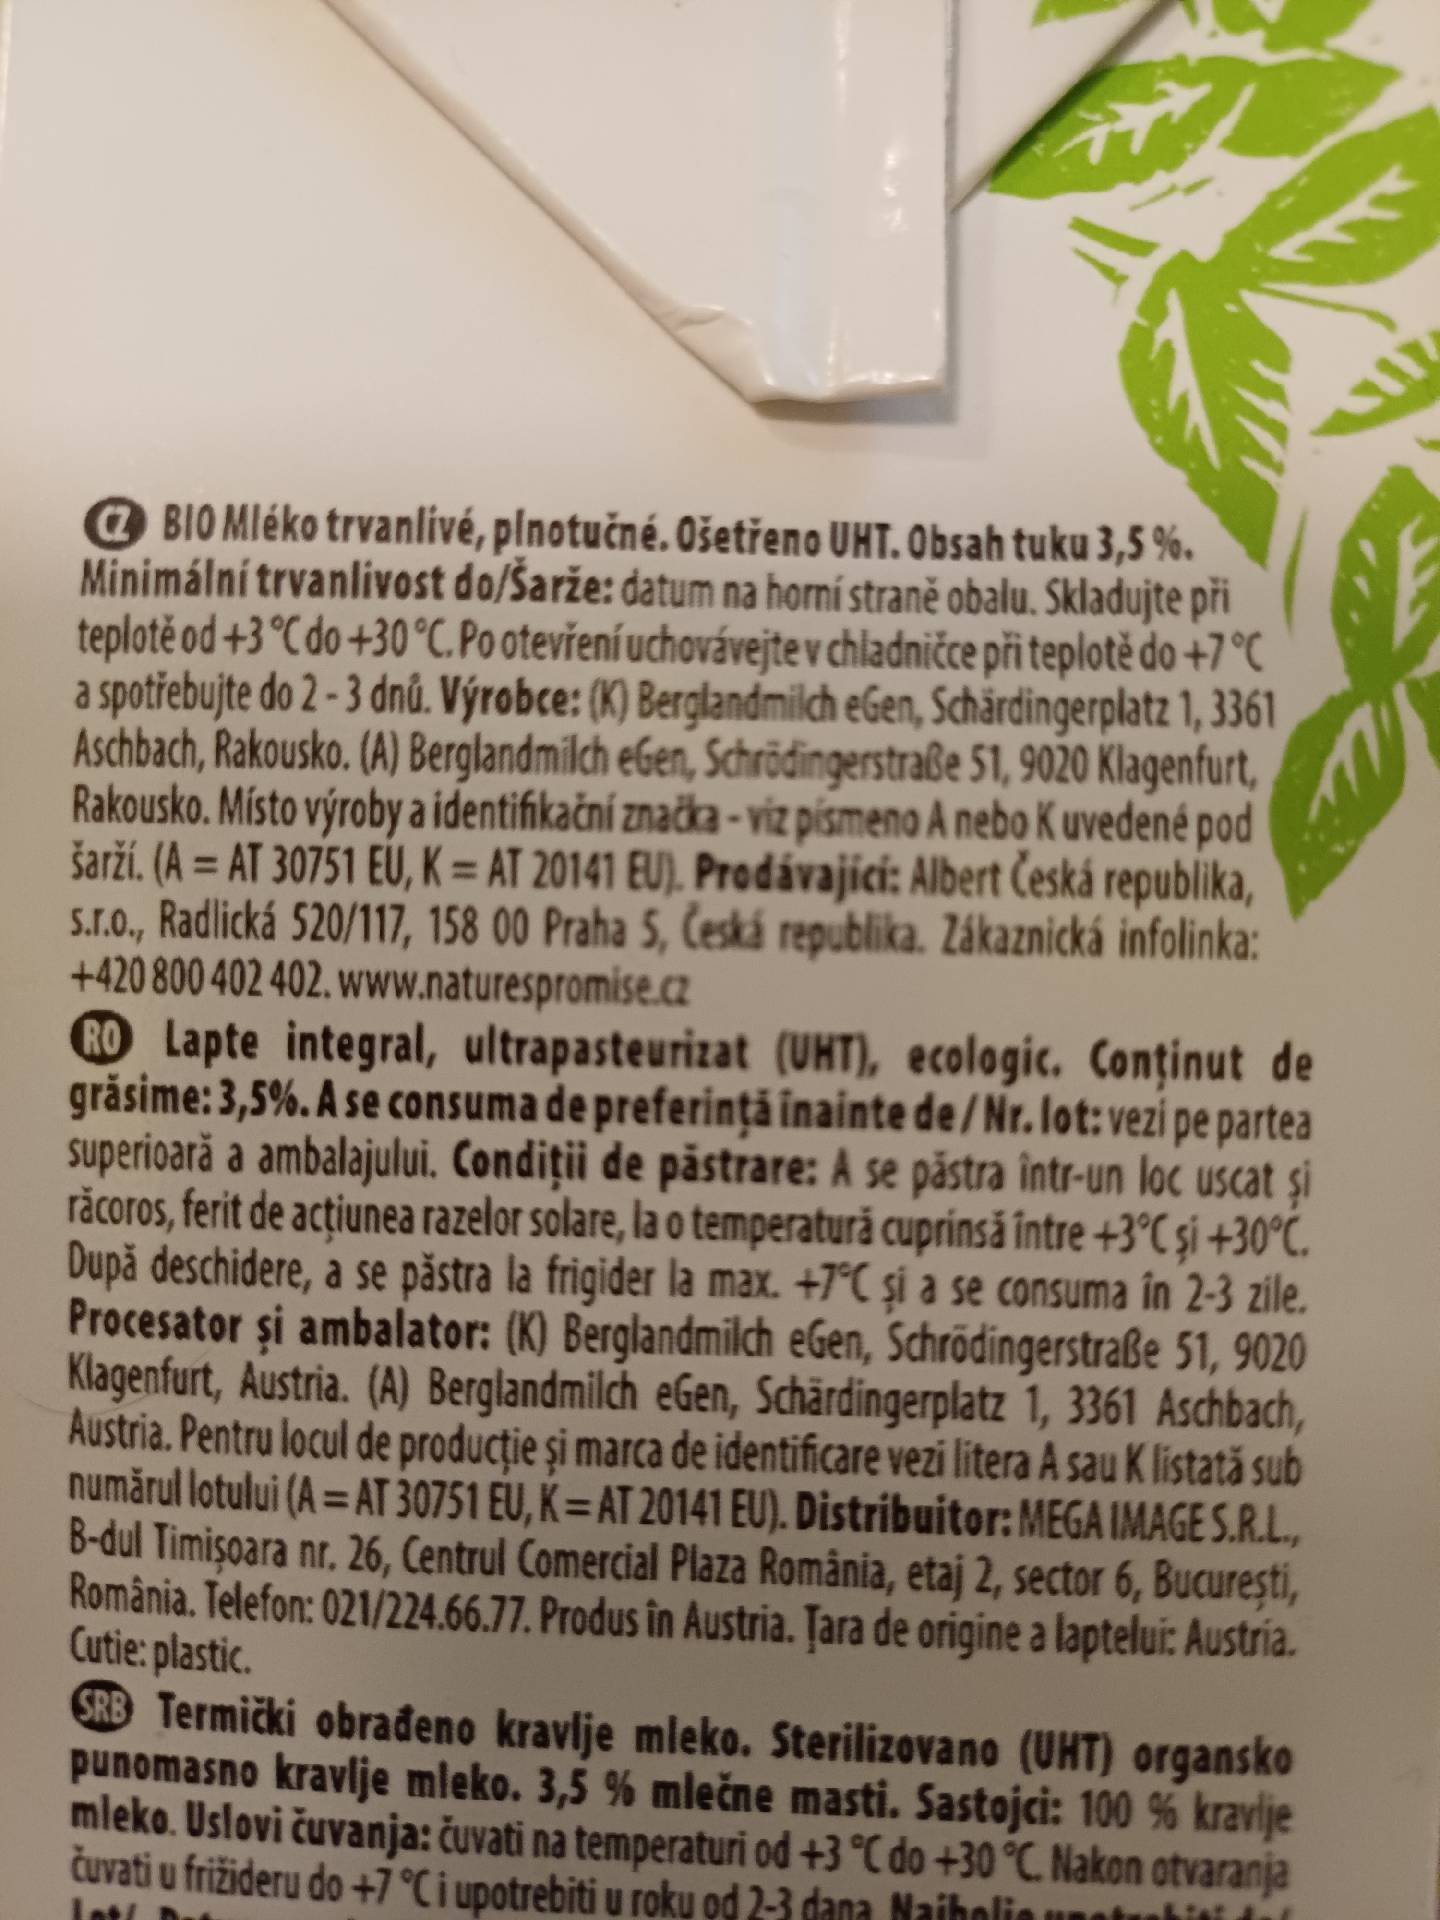 CZ BIO Mléko trvanlivé, plnotučné. Ošetřeno UHT. Obsah tuku 3,5 %.
Minimální trvanlivost do/Šarže: datum na horní straně obalu. Skladujte při
teplotě od +3 °C do +30 °C. Po otevření uchovávejte v chladničce při teplotě do +7 °C
a spotřebujte do 2 - 3 dnů. Výrobce: (K) Berglandmilch eGen, Schärdingerplatz 1, 3361
Aschbach, Rakousko. (A) Berglandmilch eGen, Schrödingerstraße 51, 9020 Klagenfurt,
Rakousko. Místo výroby a identifikační značka - viz písmeno A nebo K uvedené pod
šarží. (A = AT 30751 EU, K = AT 20141 EU). Prodávající: Albert Česká republika,
s.r.o., Radlická 520/117, 158 00 Praha 5, Česká republika. Zákaznická infolinka:
+420 800 402 402. www.naturespromise.cz
RO Lapte integral, ultrapasteurizat (UHT), ecologic. Conținut de
grăsime: 3,5%. A se consuma de preferință înainte de / Nr. lot: vezi pe partea
superioară a ambalajului. Condiții de păstrare: A se păstra într-un loc uscat și
răcoros, ferit de acțiunea razelor solare, la o temperatură cuprinsă între +3°C și +30°C.
După deschidere, a se păstra la frigider la max. +7°C și a se consuma în 2-3 zile.
Procesator și ambalator: (K) Berglandmilch eGen, Schrödingerstraße 51, 9020
Klagenfurt, Austria. (A) Berglandmilch eGen, Schärdingerplatz 1, 3361 Aschbach,
Austria. Pentru locul de producție și marca de identificare vezi litera A sau K listată sub
numărul lotului (A = AT 30751 EU, K = AT 20141 EU). Distribuitor: MEGA IMAGE S.R.L.,
B-dul Timișoara nr. 26, Centrul Comercial Plaza România, etaj 2, sector 6, București,
România. Telefon: 021/224.66.77. Produs în Austria. Țara de origine a laptelui: Austria.
Cutie: plastic.
SRB Termički obrađeno kravlje mleko. Sterilizovano (UHT) organsko
punomasno kravlje mleko. 3,5 % mlečne masti. Sastojci: 100 % kravlje
mleko. Uslovi čuvanja: čuvati na temperaturi od +3 °C do +30 °C. Nakon otvaranja
čuvati u frižideru do +7 °C i upotrebiti u roku od 2-3 dana. Najbolje upotrebiti do/
Lot/